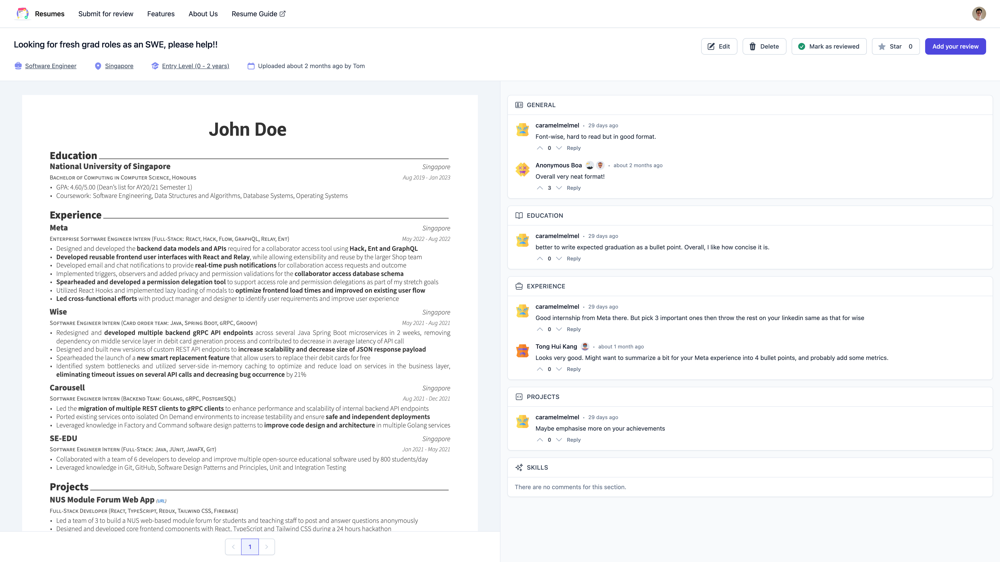 Resumes
Submit for review
Features
About Us
Resume Guide
Looking for fresh grad roles as an SWE, please help!!
Edit
Delete
Mark as reviewed
Star 0
Add your review
Software Engineer
Singapore
Entry Level (0 - 2 years)
Uploaded about 2 months ago by Tom
John Doe
Education
National University of Singapore
Singapore
Bachelor of Computing in Computer Science, Honours
Aug 2019 - Jan 2023
• GPA: 4.60/5.00 (Dean’s list for AY20/21 Semester 1)
• Coursework: Software Engineering, Data Structures and Algorithms, Database Systems, Operating Systems
Experience
Meta
Singapore
Enterprise Software Engineer Intern (Full-Stack: React, Hack, Flow, GraphQL, Relay, Ent)
May 2022 - Aug 2022
• Designed and developed the backend data models and APIs required for a collaborator access tool using Hack, Ent and GraphQL
• Developed reusable frontend user interfaces with React and Relay, while allowing extensibility and reuse by the larger Shop team
• Developed email and chat notifications to provide real-time push notifications for collaboration access requests and outcome
• Implemented triggers, observers and added privacy and permission validations for the collaborator access database schema
• Spearheaded and developed a permission delegation tool to support access role and permission delegations as part of my stretch goals
• Utilized React Hooks and implemented lazy loading of modals to optimize frontend load times and improved on existing user flow
• Led cross-functional efforts with product manager and designer to identify user requirements and improve user experience
Wise
Singapore
Software Engineer Intern (Card order team: Java, Spring Boot, gRPC, Groovy)
May 2021 - Aug 2021
• Redesigned and developed multiple backend gRPC API endpoints across several Java Spring Boot microservices in 2 weeks, removing
dependency on middle service layer in debit card generation process and contributed to decrease in average latency of API call
• Designed and built new versions of custom REST API endpoints to increase scalability and decrease size of JSON response payload
• Spearheaded the launch of a new smart replacement feature that allow users to replace their debit cards for free
• Identified system bottlenecks and utilized server-side in-memory caching to optimize and reduce load on services in the business layer,
eliminating timeout issues on several API calls and decreasing bug occurrence by 21%
Carousell
Singapore
Software Engineer Intern (Backend Team: Golang, gRPC, PostgreSQL)
Aug 2021 - Dec 2021
• Led the migration of multiple REST clients to gRPC clients to enhance performance and scalability of internal backend API endpoints
• Ported existing services onto isolated On Demand environments to increase testability and ensure safe and independent deployments
• Leveraged knowledge in Factory and Command software design patterns to improve code design and architecture in multiple Golang services
SE-EDU
Singapore
Software Engineer Intern (Full-Stack: Java, JUnit, JavaFX, Git)
Jan 2021 - May 2021
• Collaborated with a team of 6 developers to develop and improve multiple open-source educational software used by 800 students/day
• Leveraged knowledge in Git, GitHub, Software Design Patterns and Principles, Unit and Integration Testing
Projects
NUS Module Forum Web App (URL)
Full-Stack Developer (React, TypeScript, Redux, Tailwind CSS, Firebase)
• Led a team of 3 to build a NUS web-based module forum for students and teaching staff to post and answer questions anonymously
• Designed and developed core frontend components with React, TypeScript and Tailwind CSS during a 24 hours hackathon
1
GENERAL
caramelmelmel • 29 days ago
Font-wise, hard to read but in good format.
0 Reply
Anonymous Boa • about 2 months ago
Overall very neat format!
3 Reply
EDUCATION
caramelmelmel • 29 days ago
better to write expected graduation as a bullet point. Overall, I like how concise it is.
0 Reply
EXPERIENCE
caramelmelmel • 29 days ago
Good internship from Meta there. But pick 3 important ones then throw the rest on your linkedin same as that for wise
0 Reply
Tong Hui Kang • about 1 month ago
Looks very good. Might want to summarize a bit for your Meta experience into 4 bullet points, and probably add some metrics.
0 Reply
PROJECTS
caramelmelmel • 29 days ago
Maybe emphasise more on your achievements
0 Reply
SKILLS
There are no comments for this section.